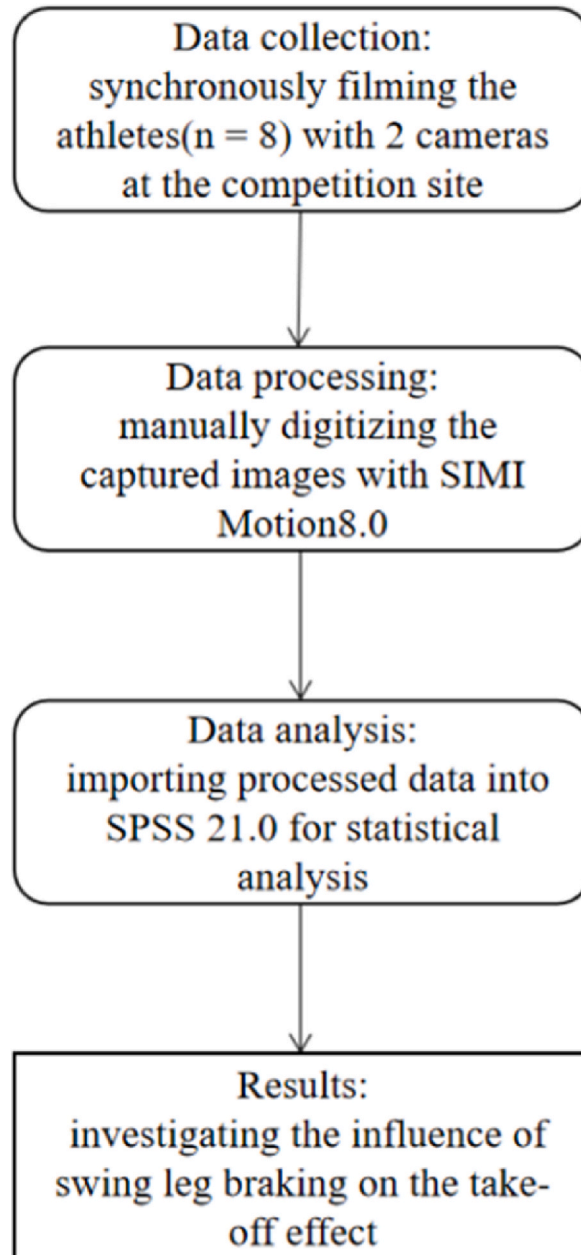 Data collection:
synchronously filming the
athletes(n = 8) with 2 cameras
at the competition site
Data processing:
manually digitizing the
captured images with SIMI
Motion8.0
Data analysis:
importing processed data into
SPSS 21.0 for statistical
analysis
Results:
investigating the influence of
swing leg braking on the take-
off effect